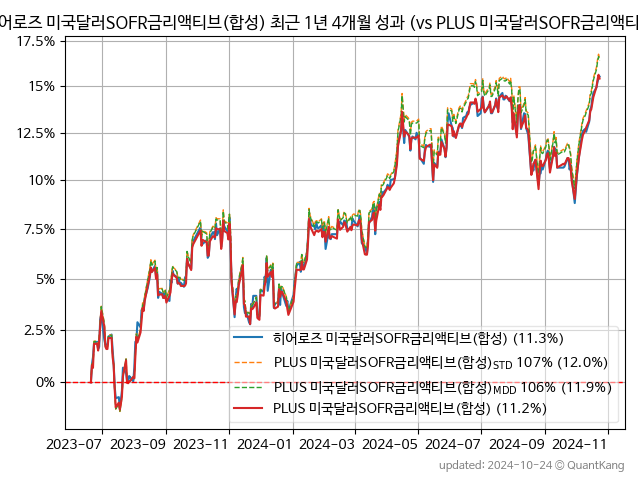 어로즈 미국달러SOFR금리액티브(합성) 최근 1년 4개월 성과 (vs PLUS 미국달러SOFR금리액티
17.5%
15%
12.5%
10%
7.5%
5%
2.5%
0%
히어로즈 미국달러SOFR금리액티브(합성) (11.3%)
PLUS 미국달러SOFR금리액티브(합성)STD 107% (12.0%)
PLUS 미국달러SOFR금리액티브(합성)MDD 106% (11.9%)
PLUS 미국달러SOFR금리액티브(합성) (11.2%)
2023-07 2023-09 2023-11 2024-01 2024-03 2024-05 2024-07 2024-09 2024-11
updated: 2024-10-24 © QuantKang